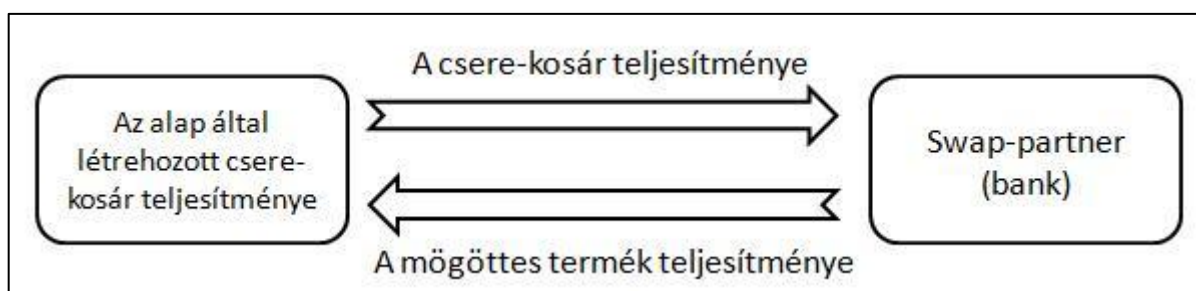 A csere-kosár teljesítménye
Az alap által
létrehozott csere-
kosár teljesítménye
Swap-partner
(bank)
A mögöttes termék teljesítménye